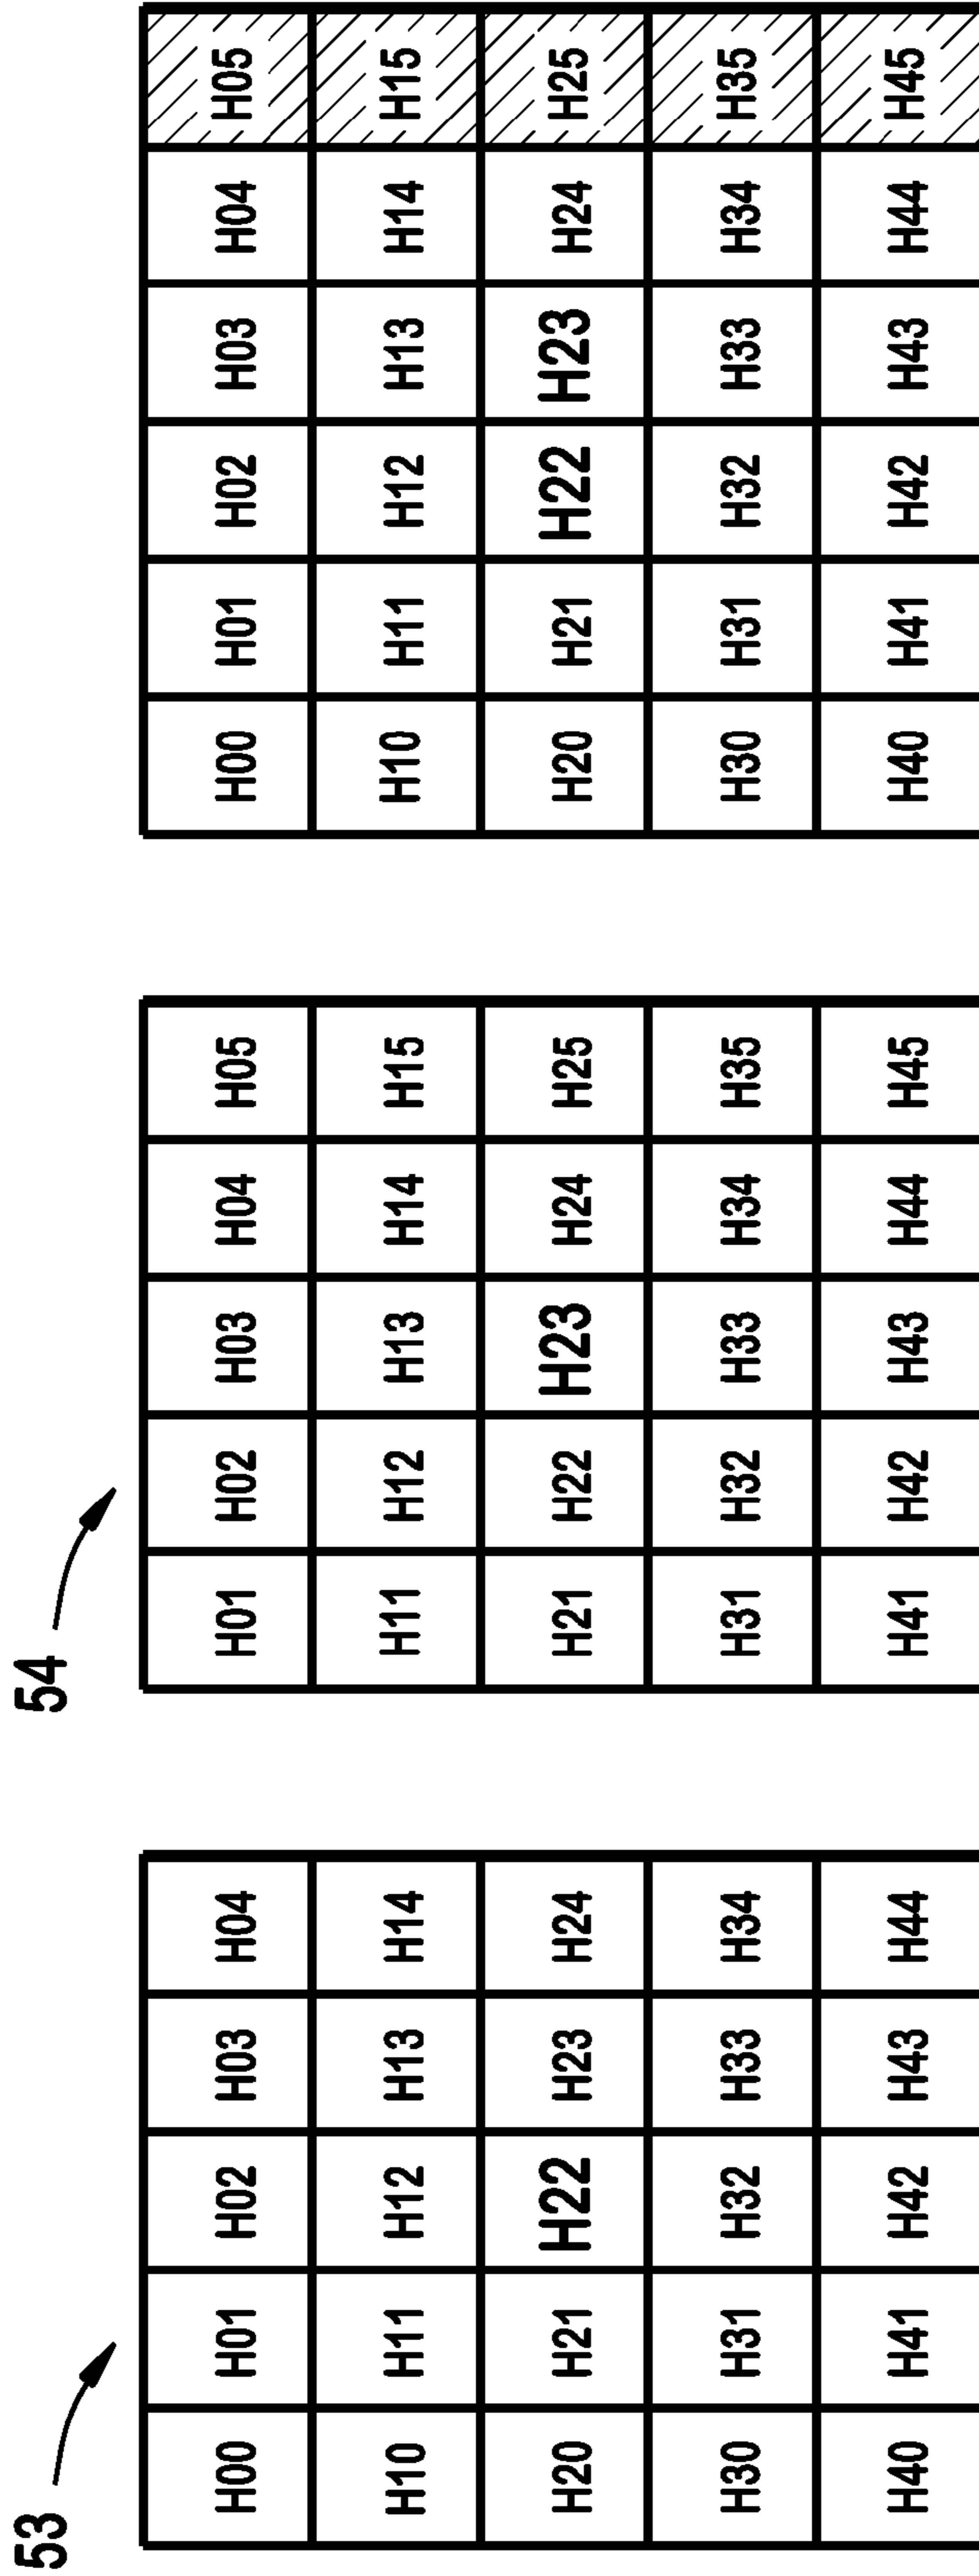 53
54
H00 H01 H02 H03 H04
H10 H11 H12 H13 H14
H20 H21 H22 H23 H24
H30 H31 H32 H33 H34
H40 H41 H42 H43 H44
H01 H02 H03 H04 H05
H11 H12 H13 H14 H15
H21 H22 H23 H24 H25
H31 H32 H33 H34 H35
H41 H42 H43 H44 H45
H00 H01 H02 H03 H04 H05
H10 H11 H12 H13 H14 H15
H20 H21 H22 H23 H24 H25
H30 H31 H32 H33 H34 H35
H40 H41 H42 H43 H44 H45